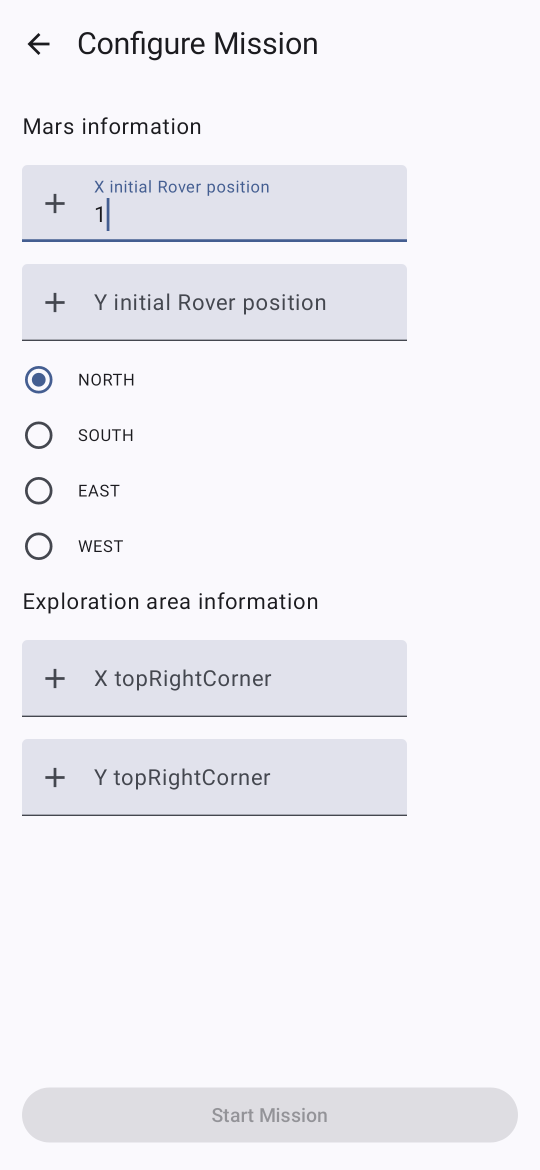 Configure Mission
Mars information
X initial Rover position
1
Y initial Rover position
NORTH
SOUTH
EAST
WEST
Exploration area information
X topRightCorner
Y topRightCorner
Start Mission